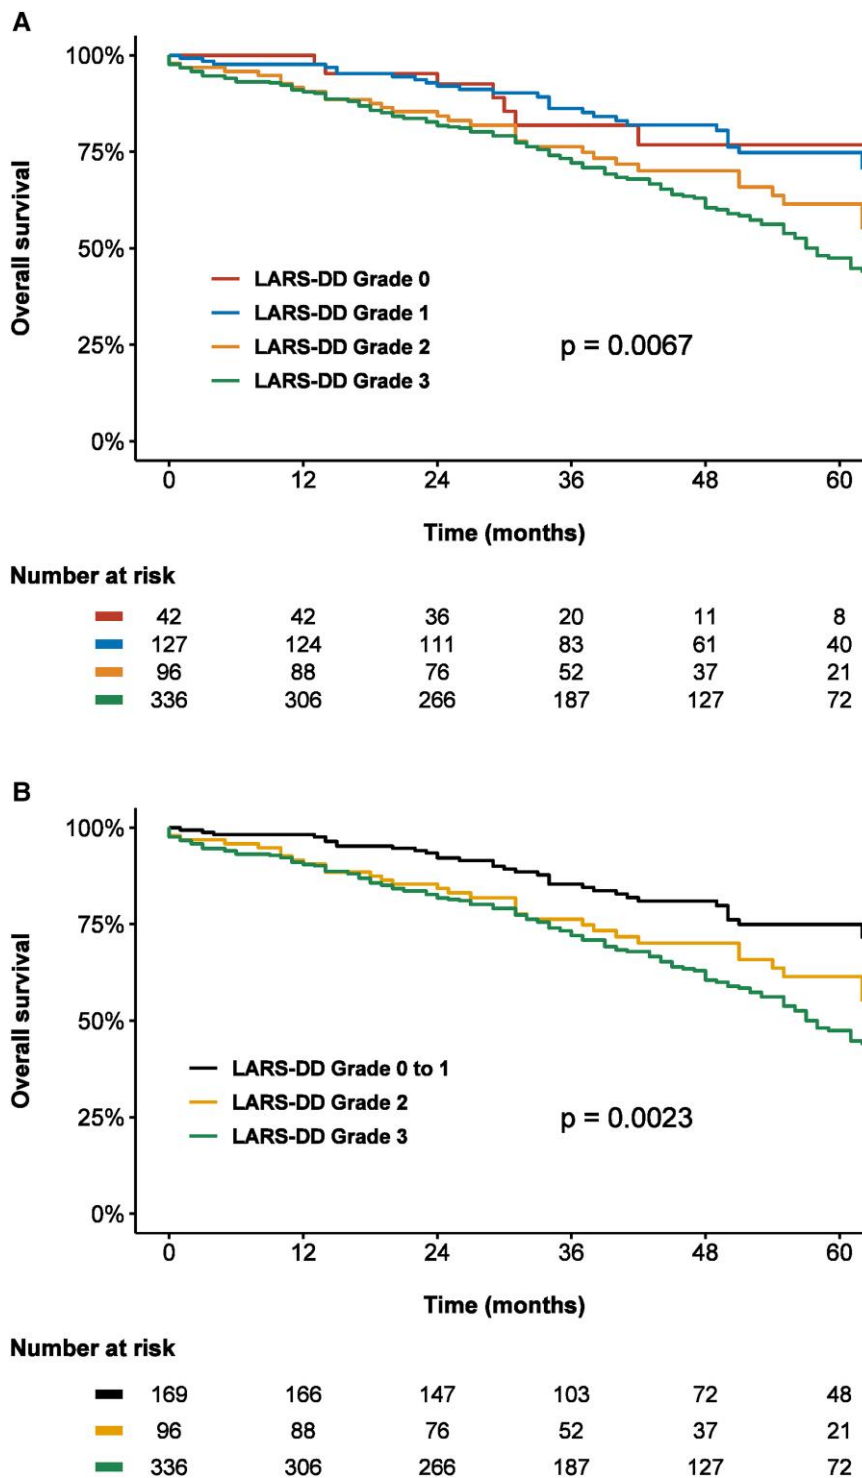 A
100%
75%
50%
25%
0%
Overall survival
LARS-DD Grade 0
LARS-DD Grade 1
LARS-DD Grade 2
LARS-DD Grade 3
p = 0.0067
0 12 24 36 48 60
Time (months)
Number at risk
42 42 36 20 11 8
127 124 111 83 61 40
96 88 76 52 37 21
336 306 266 187 127 72
B
100%
75%
50%
25%
0%
Overall survival
LARS-DD Grade 0 to 1
LARS-DD Grade 2
LARS-DD Grade 3
p = 0.0023
0 12 24 36 48 60
Time (months)
Number at risk
169 166 147 103 72 48
96 88 76 52 37 21
336 306 266 187 127 72